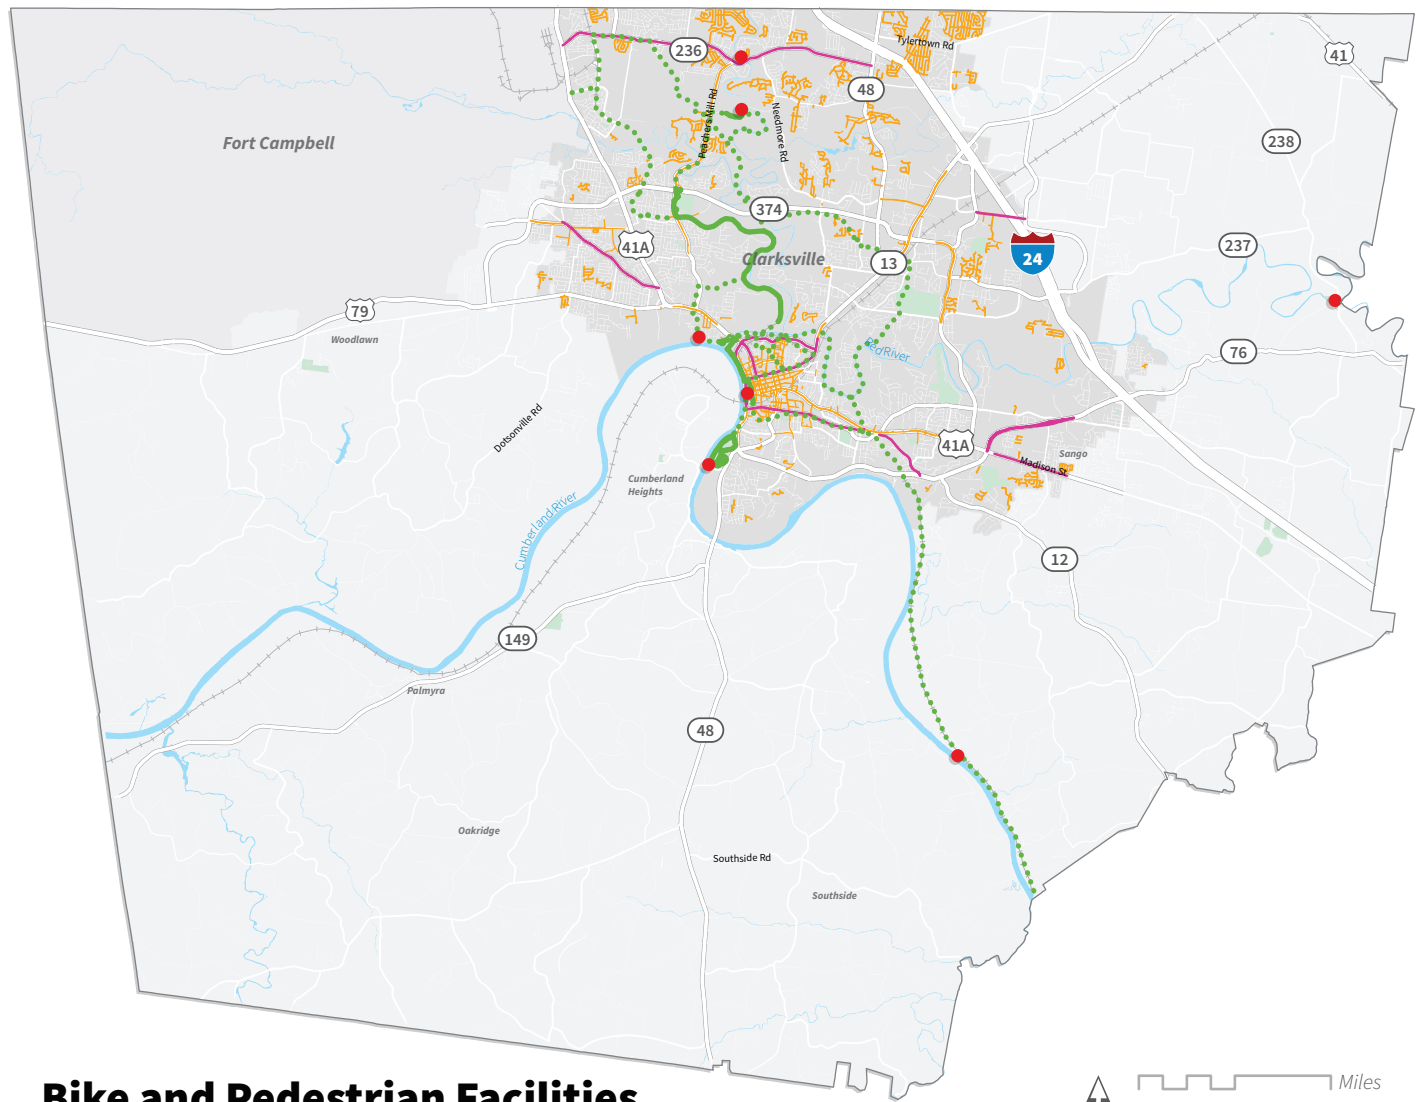 Tylertown Rd
236
41
48
Peachers Mill Rd
Needmore Rd
Fort Campbell
238
374
41A
237
Clarksville
13
24
79
Woodlawn
Red River
76
Dotsonville Rd
41A
Sango
Madison St
Cumberland
Heights
Cumberland River
12
149
Palmyra
48
Oakridge
Southside Rd
Southside
Bike and Pedestrian Facilities
Miles